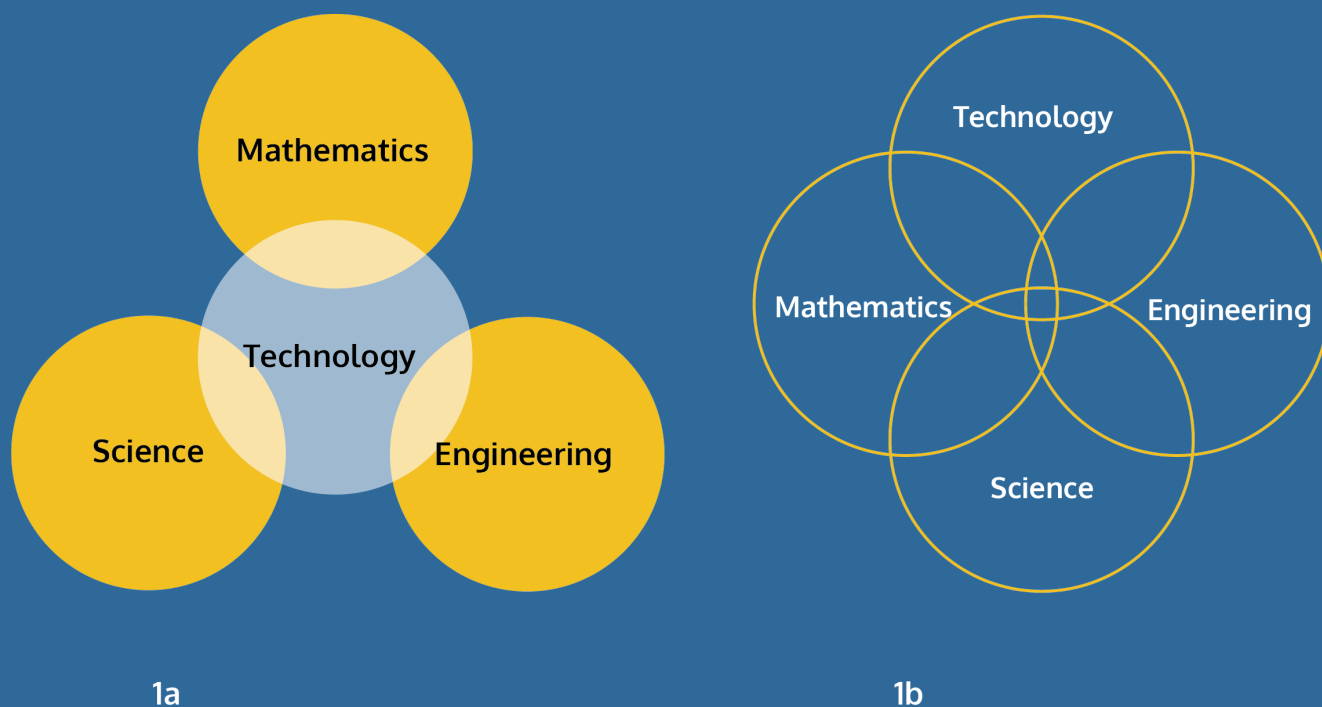 Mathematics
Technology
Science
Engineering
1a
Technology
Mathematics
Engineering
Science
1b